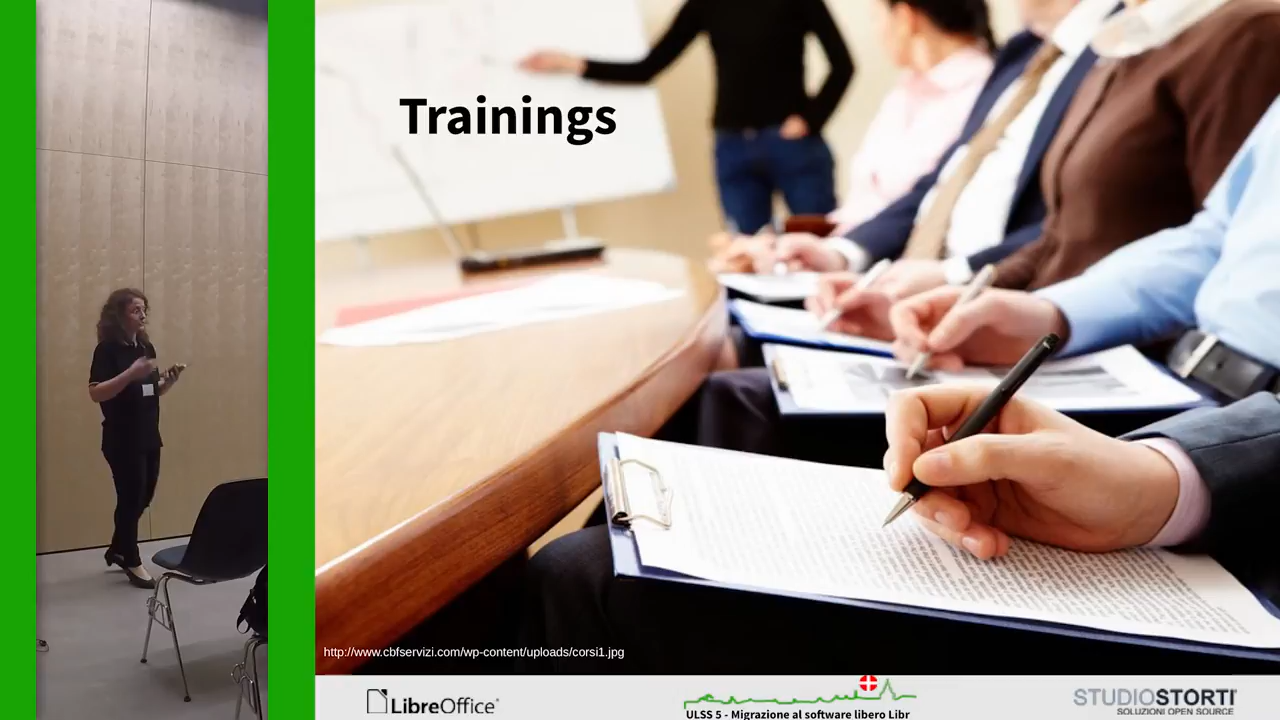 Trainings
http://www.cbfservizi.com/wp-content/uploads/corsi1.jpg
LibreOffice
ULSS 5 - Migrazione al software libero Libr
STUDIOSTORTI
SOLUZIONI OPEN SOURCE